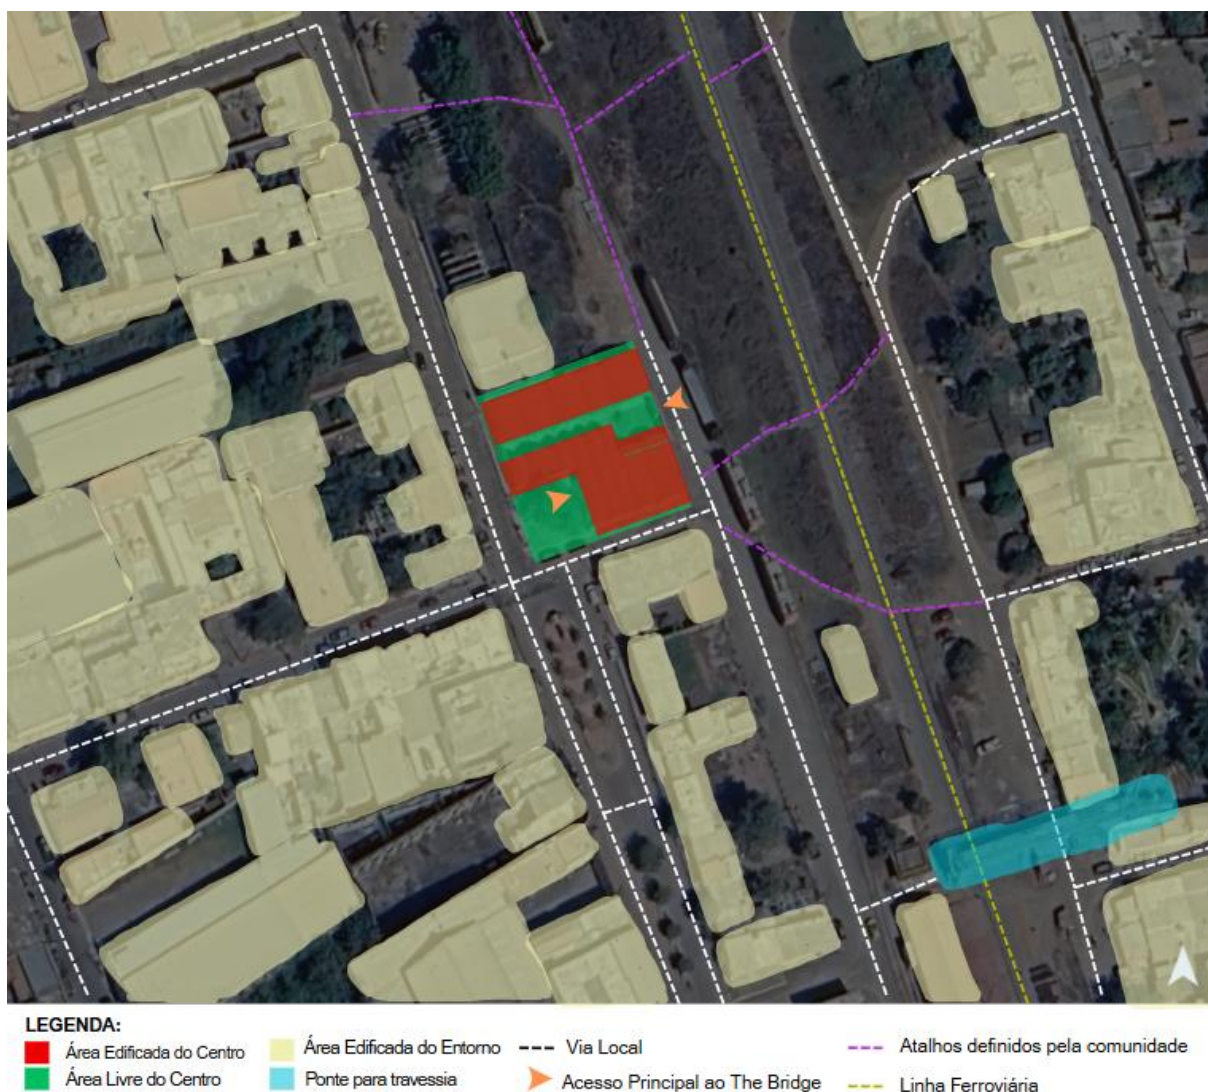 LEGENDA:
Área Edificada do Centro
Área Edificada do Entorno
Via Local
Atalhos definidos pela comunidade
Área Livre do Centro
Ponte para travessia
Acesso Principal ao The Bridge
Linha Ferroviária